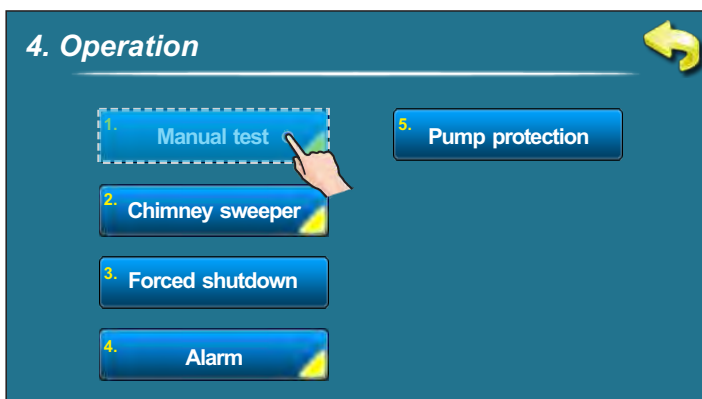 4. Operation
1. Manual test
2. Chimney sweeper
3. Forced shutdown
4. Alarm
5. Pump protection